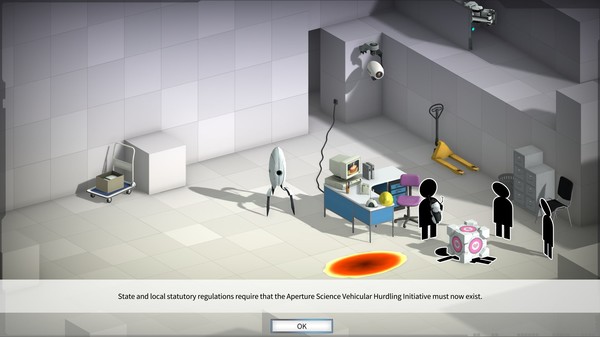 State and local statutory regulations require that the Aperture Science Vehicular Hurdling Initiative must now exist.
OK